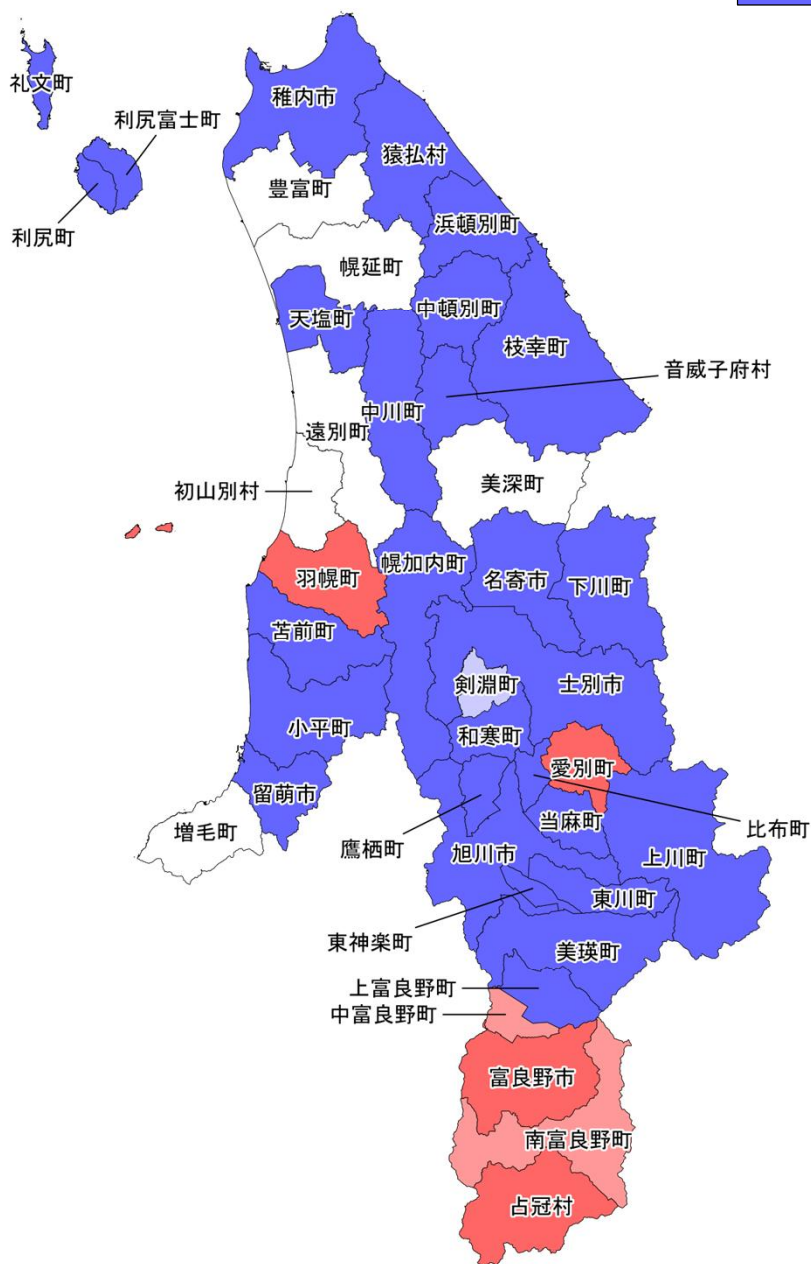 稚内市
礼文町
利尻富士町
猿払村
豊富町
浜頓別町
利尻町
幌延町
中頓別町
天塩町
枝幸町
音威子府村
中川町
遠別町
美深町
初山別村
幌加内町
羽幌町
名寄市
下川町
苫前町
剣淵町
士別市
小平町
和寒町
愛別町
留萌市
当麻町
増毛町
比布町
鷹栖町
旭川市
上川町
東川町
東神楽町
美瑛町
上富良野町
中富良野町
富良野市
南富良野町
占冠村